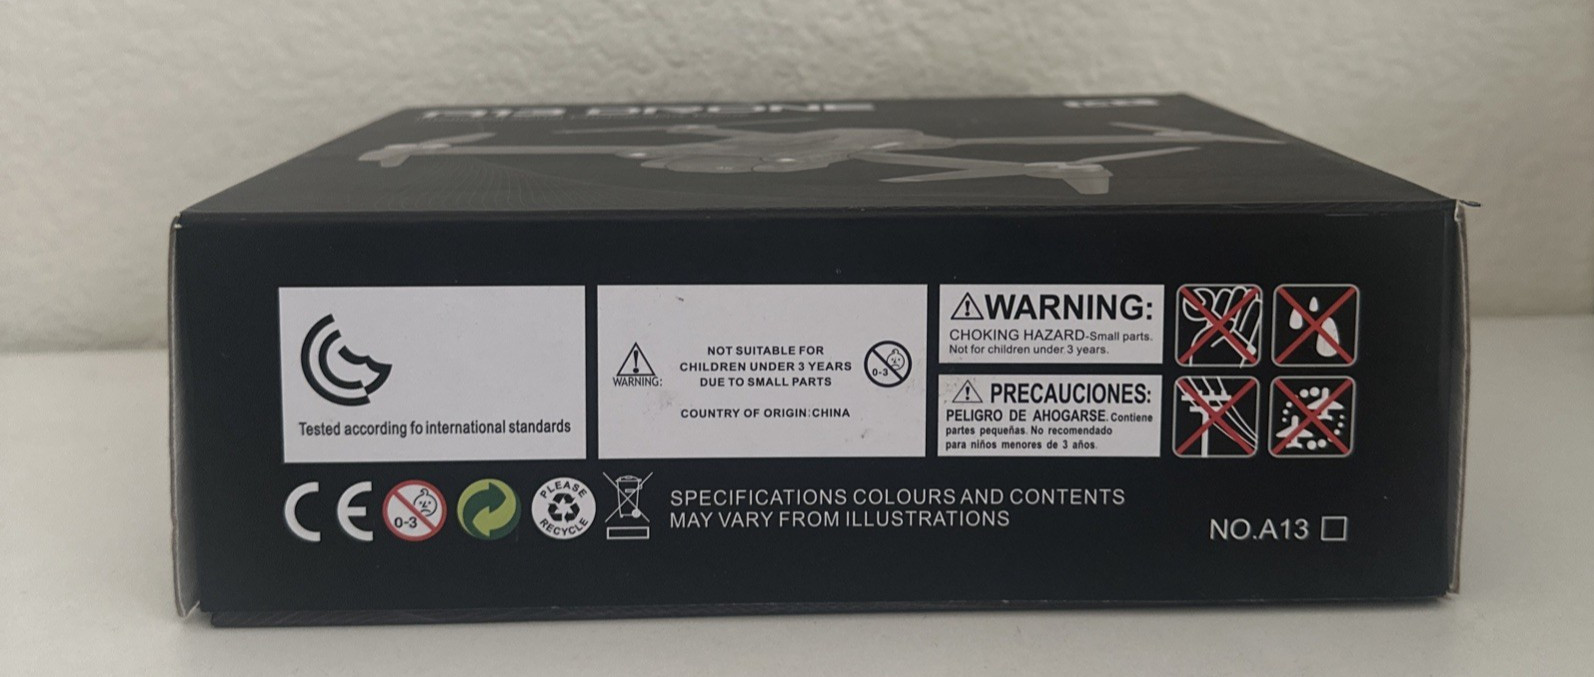 A13 DRONE
Tested according fo international standards
WARNING:
NOT SUITABLE FOR
CHILDREN UNDER 3 YEARS
DUE TO SMALL PARTS
COUNTRY OF ORIGIN:CHINA
0-3
WARNING:
CHOKING HAZARD-Small parts.
Not for children under 3 years.
PRECAUCIONES:
PELIGRO DE AHOGARSE. Contiene
partes pequeñas. No recomendado
para niños menores de 3 años.
CE
0-3
PLEASE
RECYCLE
SPECIFICATIONS COLOURS AND CONTENTS
MAY VARY FROM ILLUSTRATIONS
NO.A13